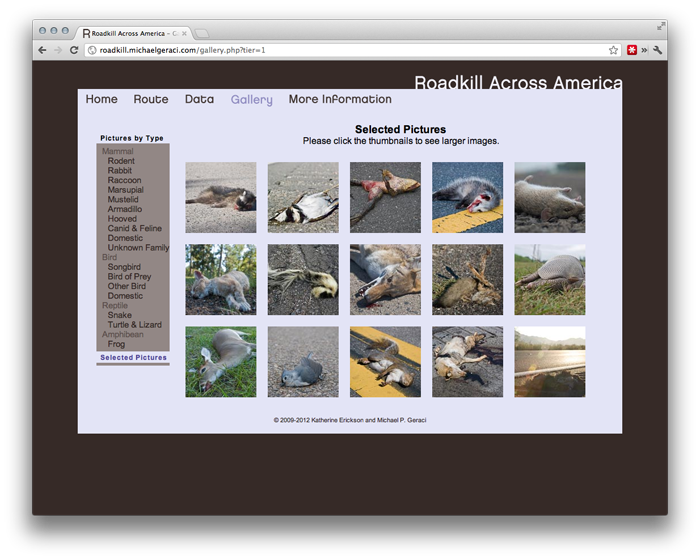 Roadkill Across America - G
roadkill.michaelgeraci.com/gallery.php?tier=1
Roadkill Across America
Home Route Data Gallery More Information
Selected Pictures
Please click the thumbnails to see larger images.
Pictures by Type
Mammal
Rodent
Rabbit
Raccoon
Marsupial
Mustelid
Armadillo
Hooved
Canid & Feline
Domestic
Unknown Family
Bird
Songbird
Bird of Prey
Other Bird
Domestic
Reptile
Snake
Turtle & Lizard
Amphibean
Frog
Selected Pictures
© 2009-2012 Katherine Erickson and Michael P. Geraci